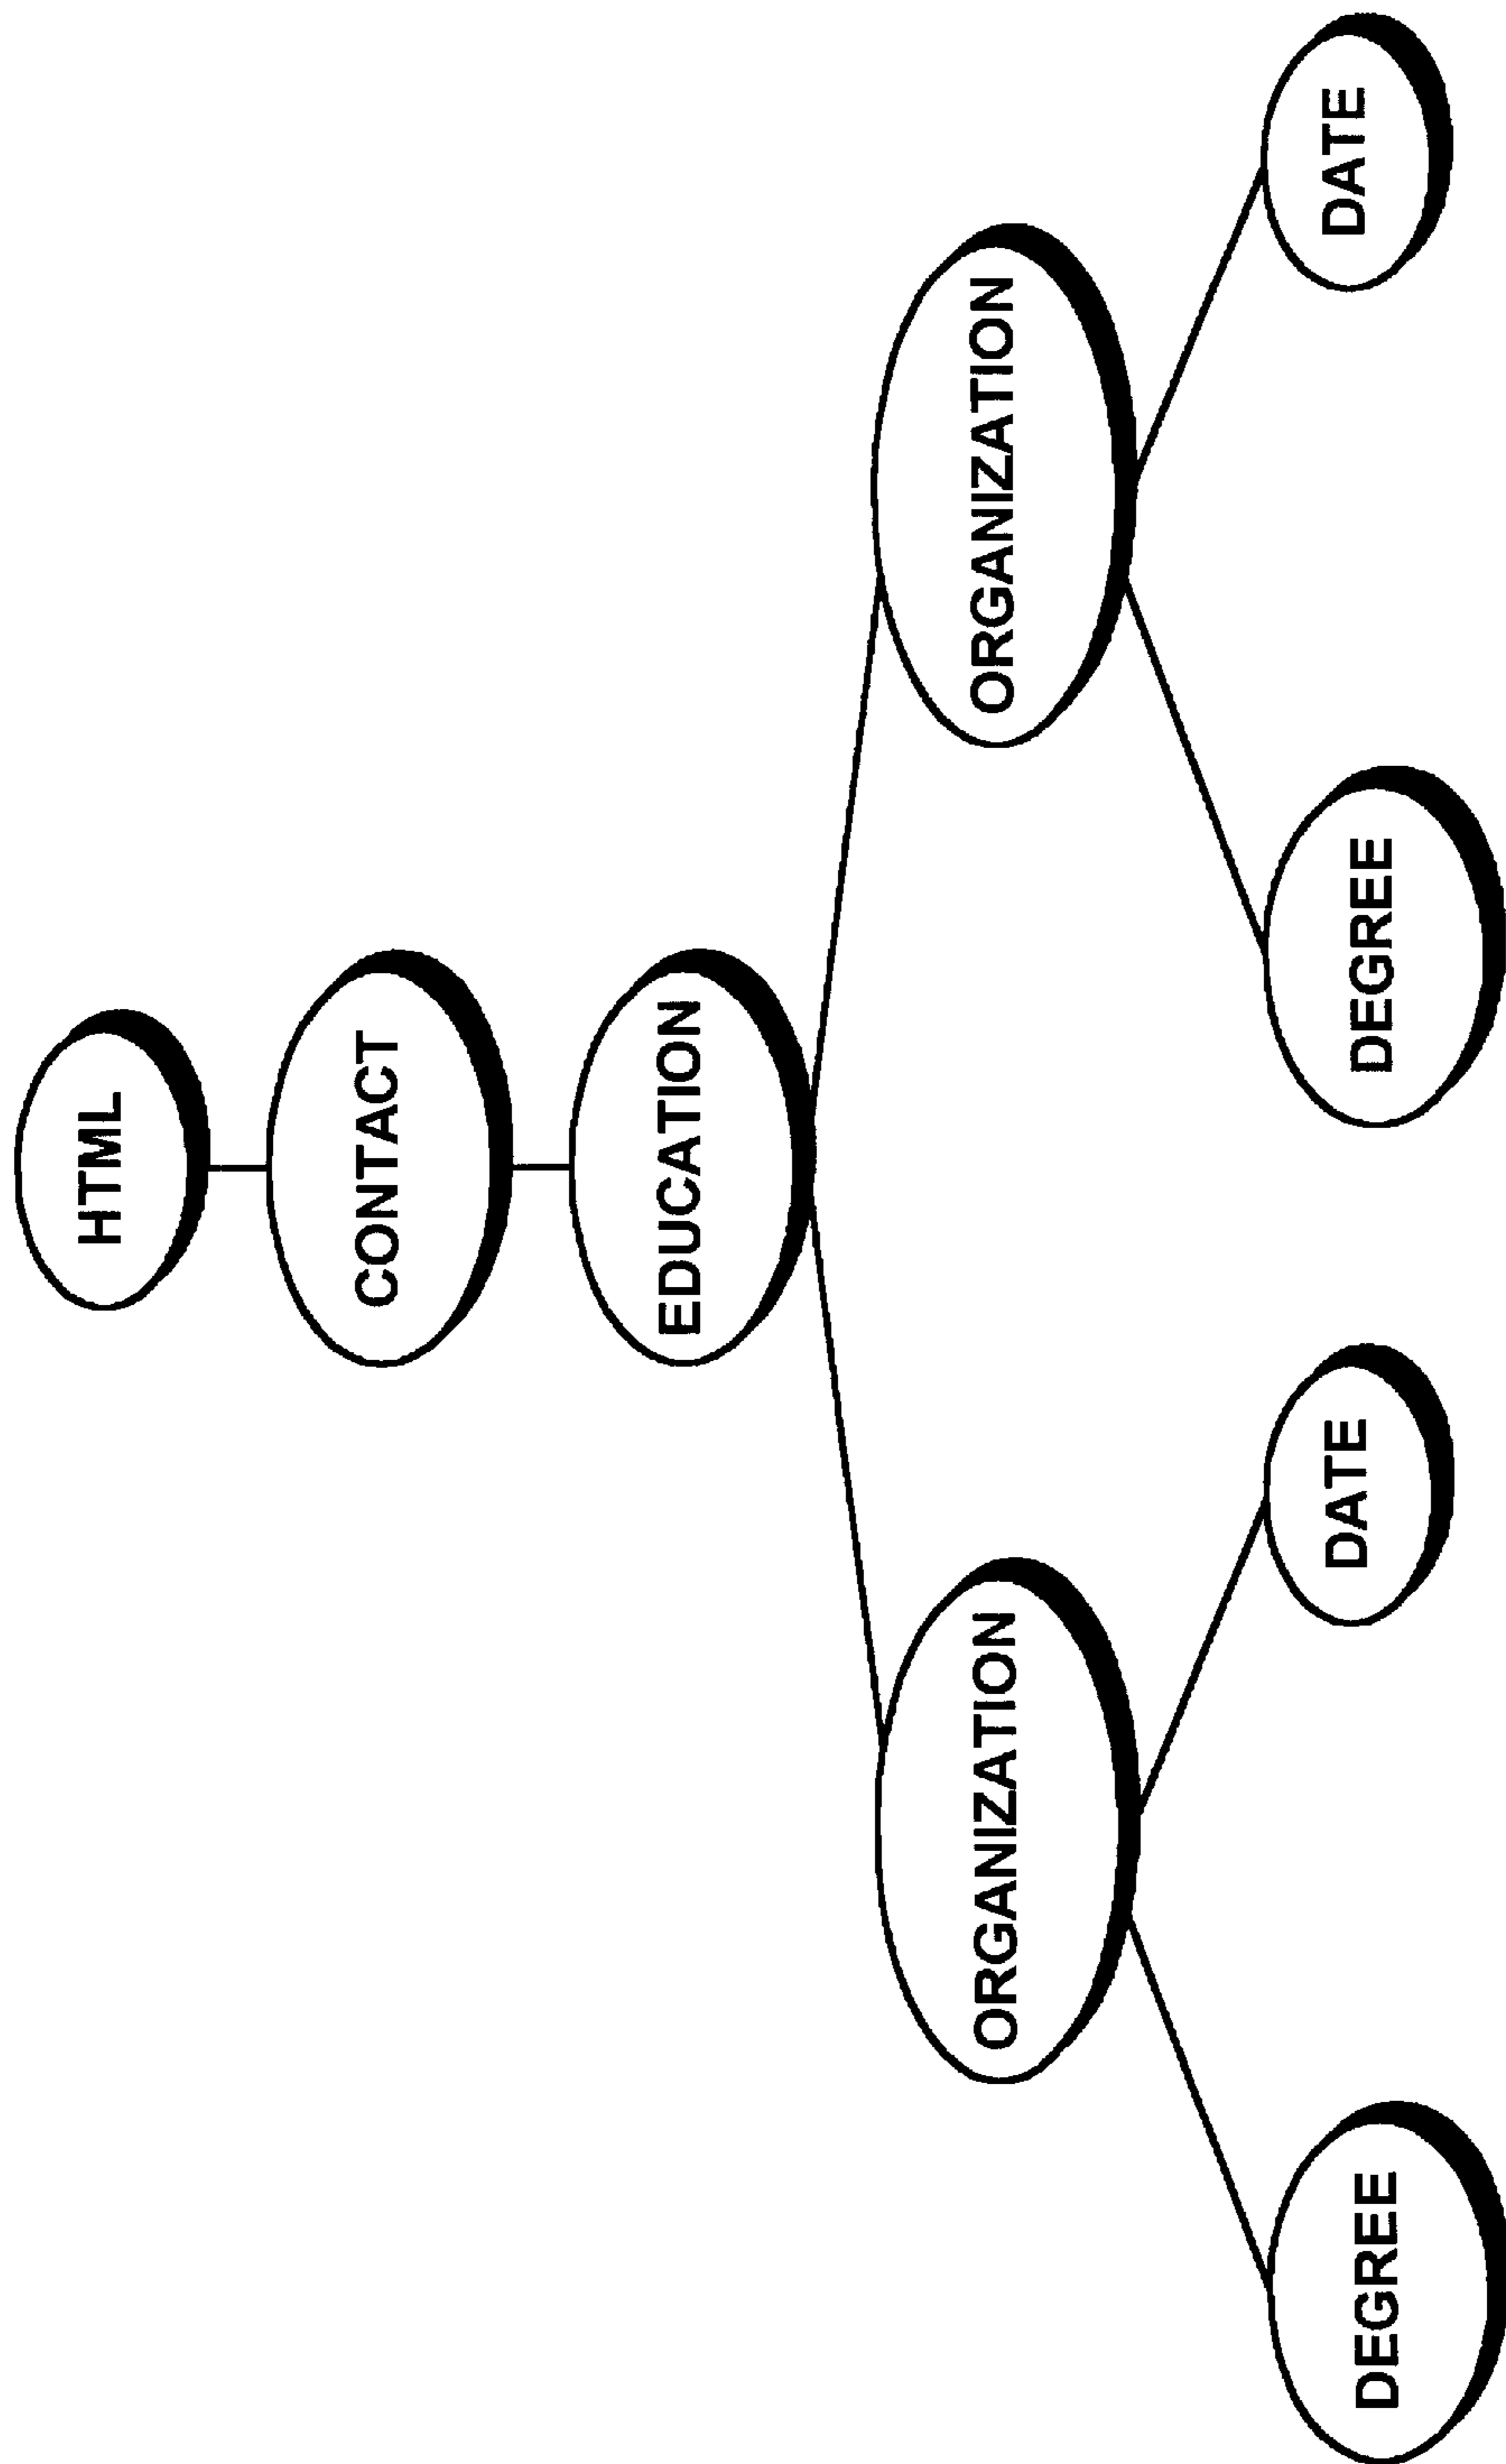 HTML
CONTACT
EDUCATION
ORGANIZATION
ORGANIZATION
DEGREE
DATE
DEGREE
DATE